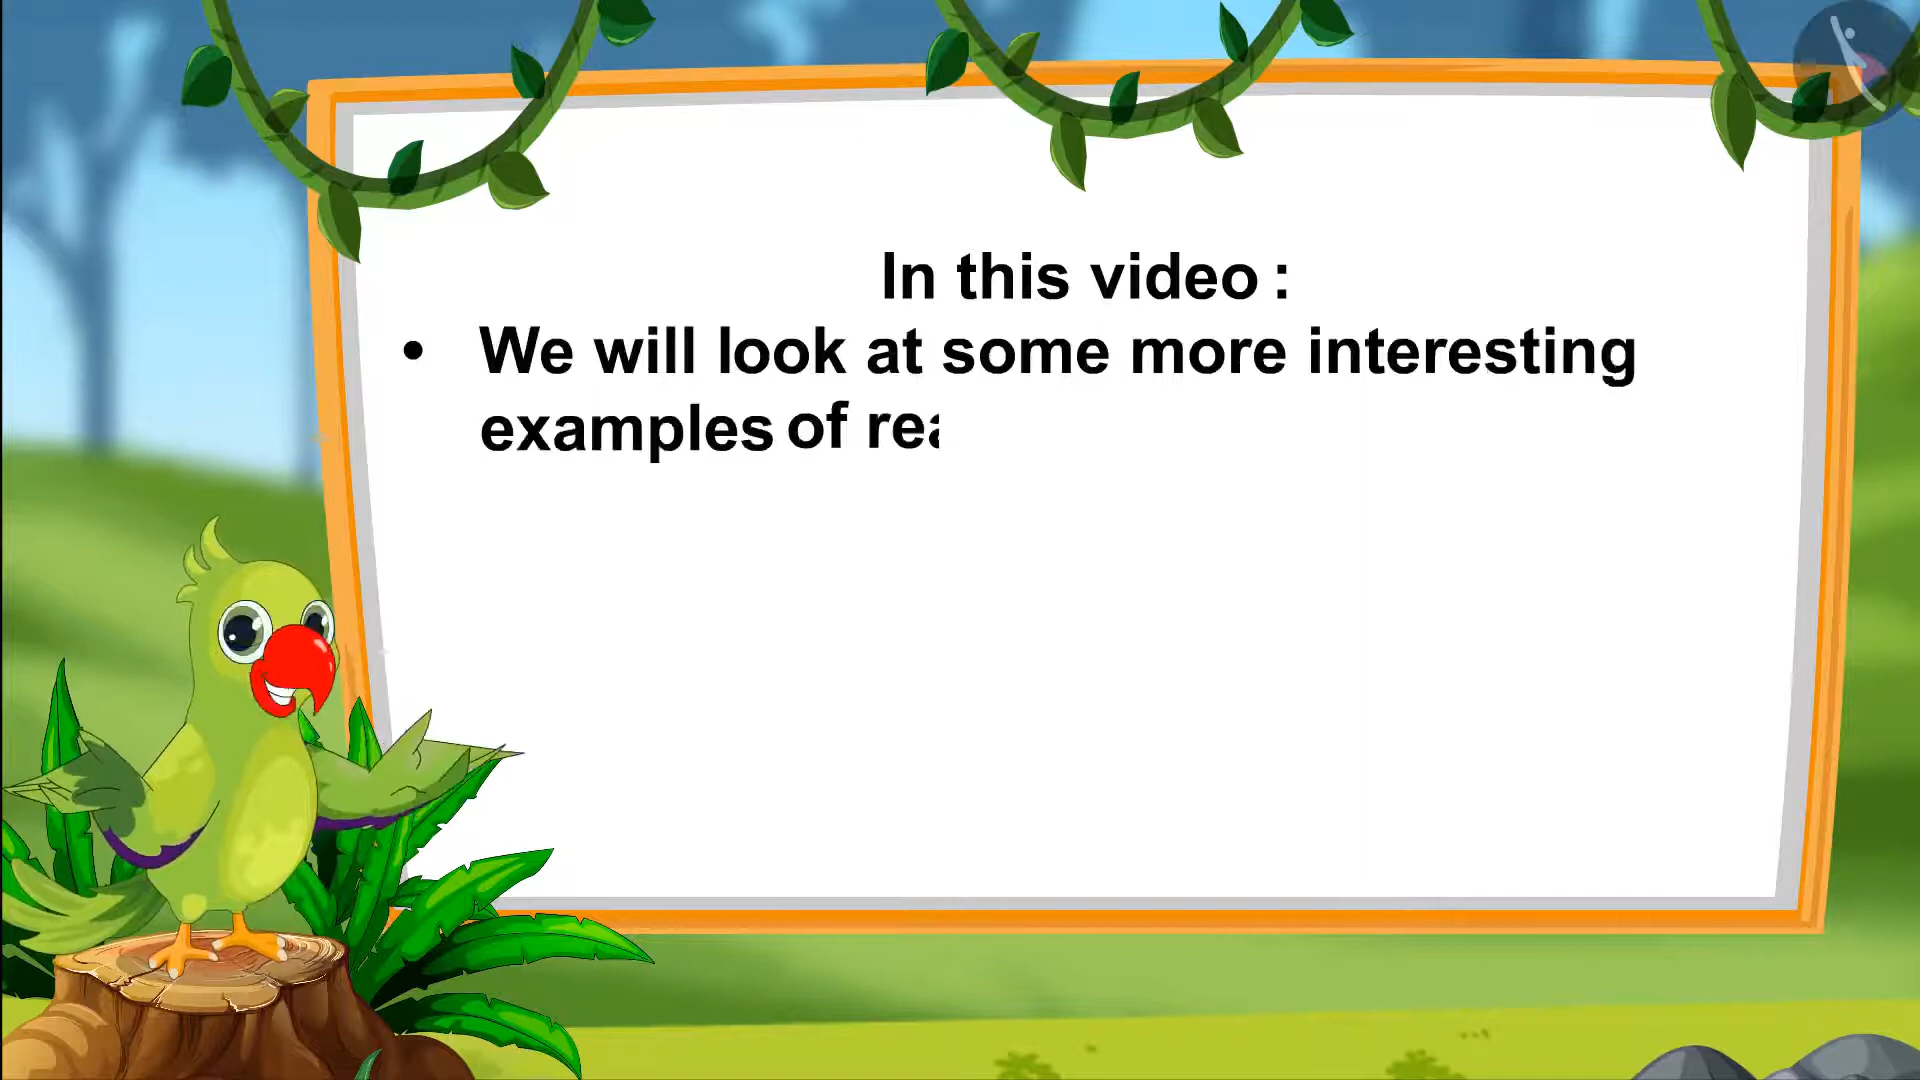 In this video :
• We will look at some more interesting
examples of